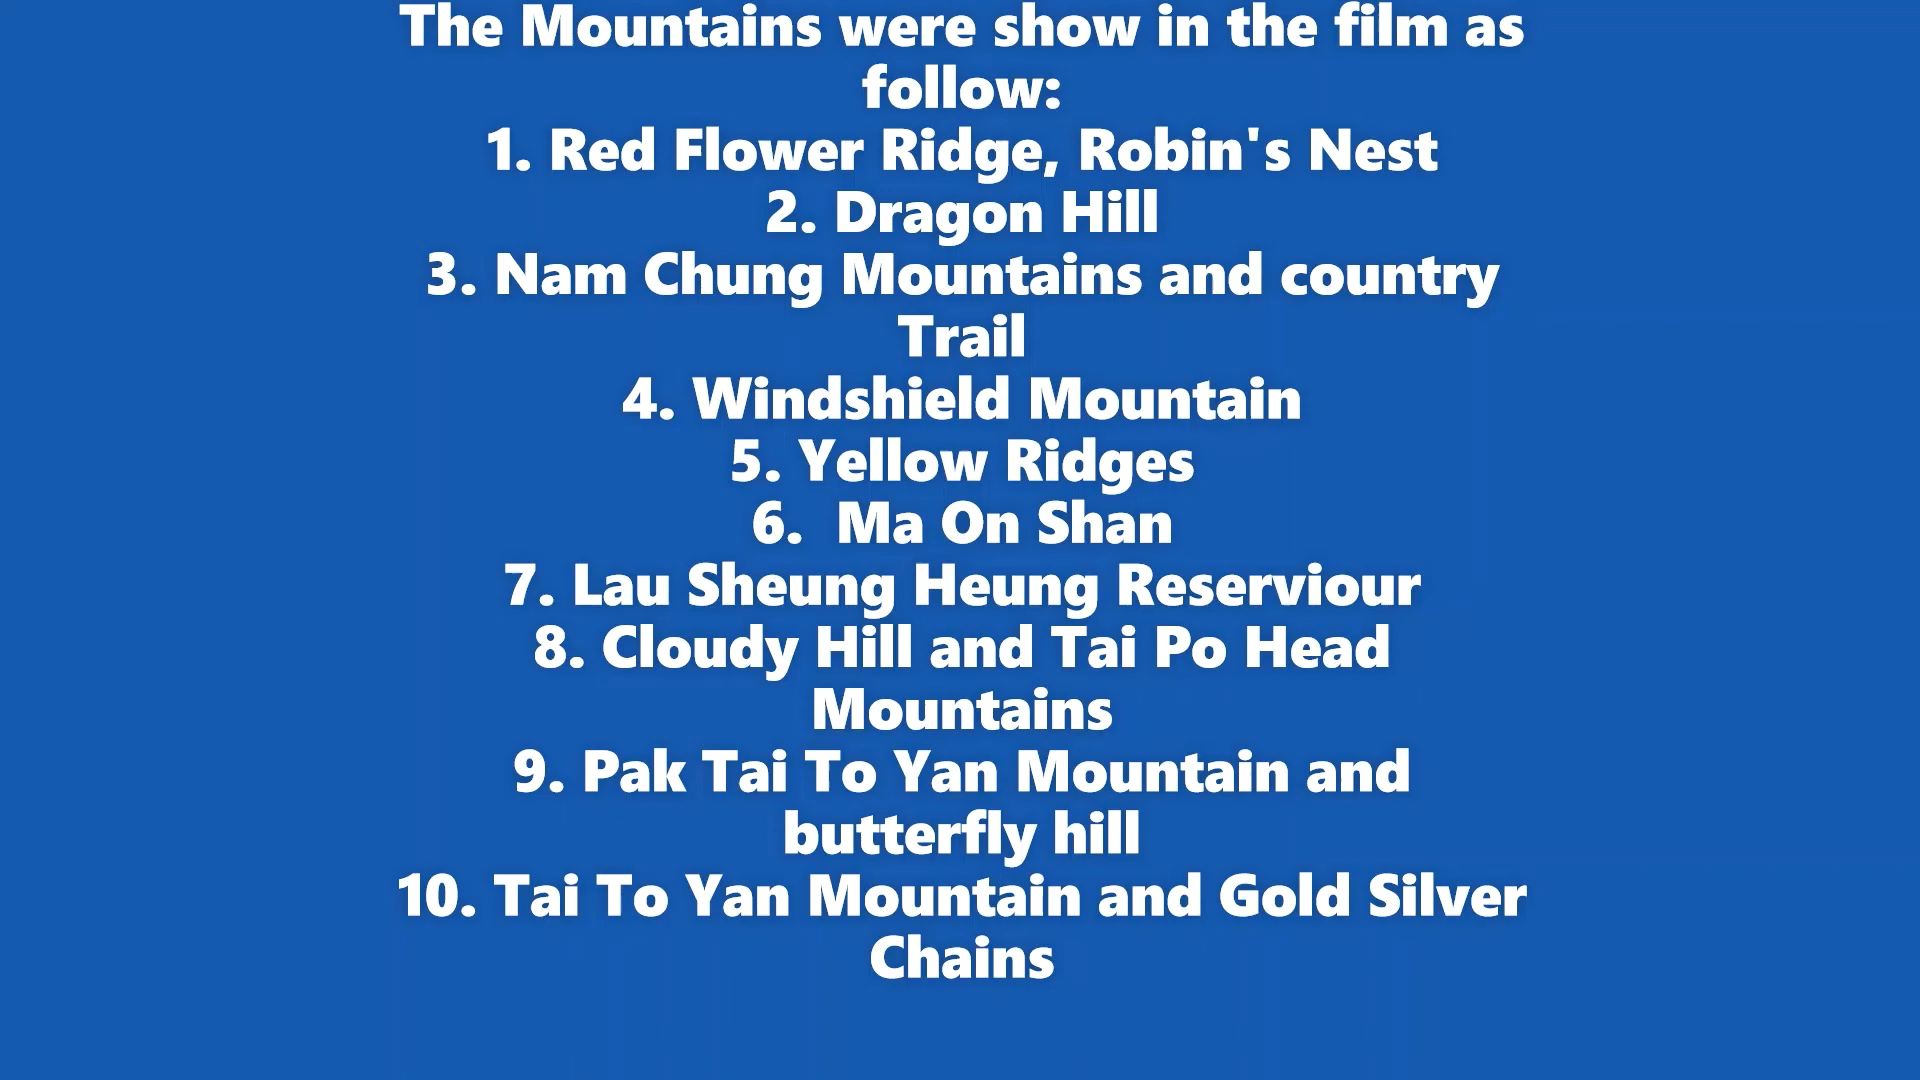 The Mountains were show in the film as
follow:
1. Red Flower Ridge, Robin's Nest
2. Dragon Hill
3. Nam Chung Mountains and country
Trail
4. Windshield Mountain
5. Yellow Ridges
6.  Ma On Shan
7. Lau Sheung Heung Reserviour
8. Cloudy Hill and Tai Po Head
Mountains
9. Pak Tai To Yan Mountain and
butterfly hill
10. Tai To Yan Mountain and Gold Silver
Chains